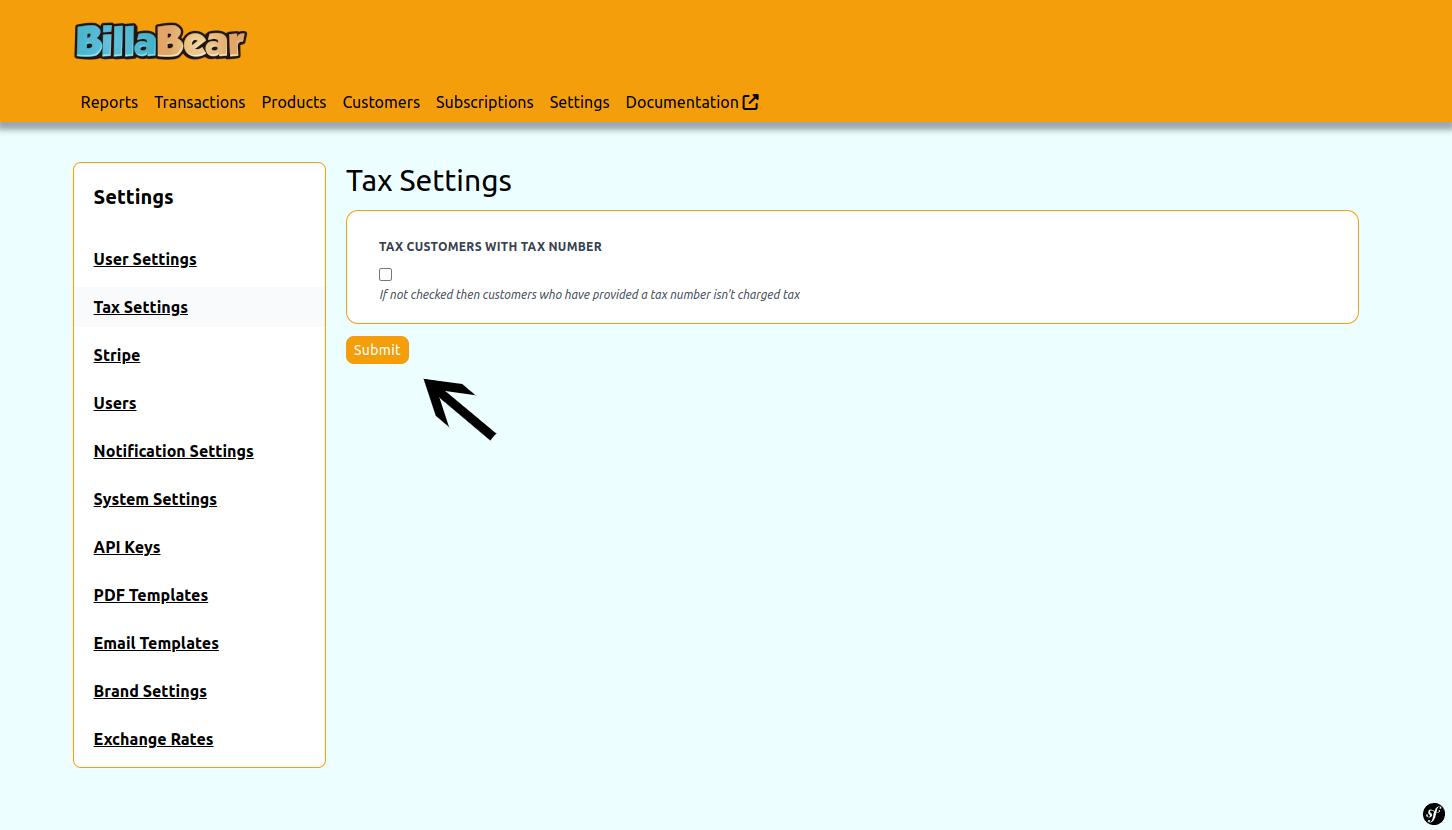 BillaBear
Reports Transactions Products Customers Subscriptions Settings Documentation
Settings
User Settings
Tax Settings
Stripe
Users
Notification Settings
System Settings
API Keys
PDF Templates
Email Templates
Brand Settings
Exchange Rates
Tax Settings
TAX CUSTOMERS WITH TAX NUMBER
If not checked then customers who have provided a tax number isn't charged tax
Submit
sf